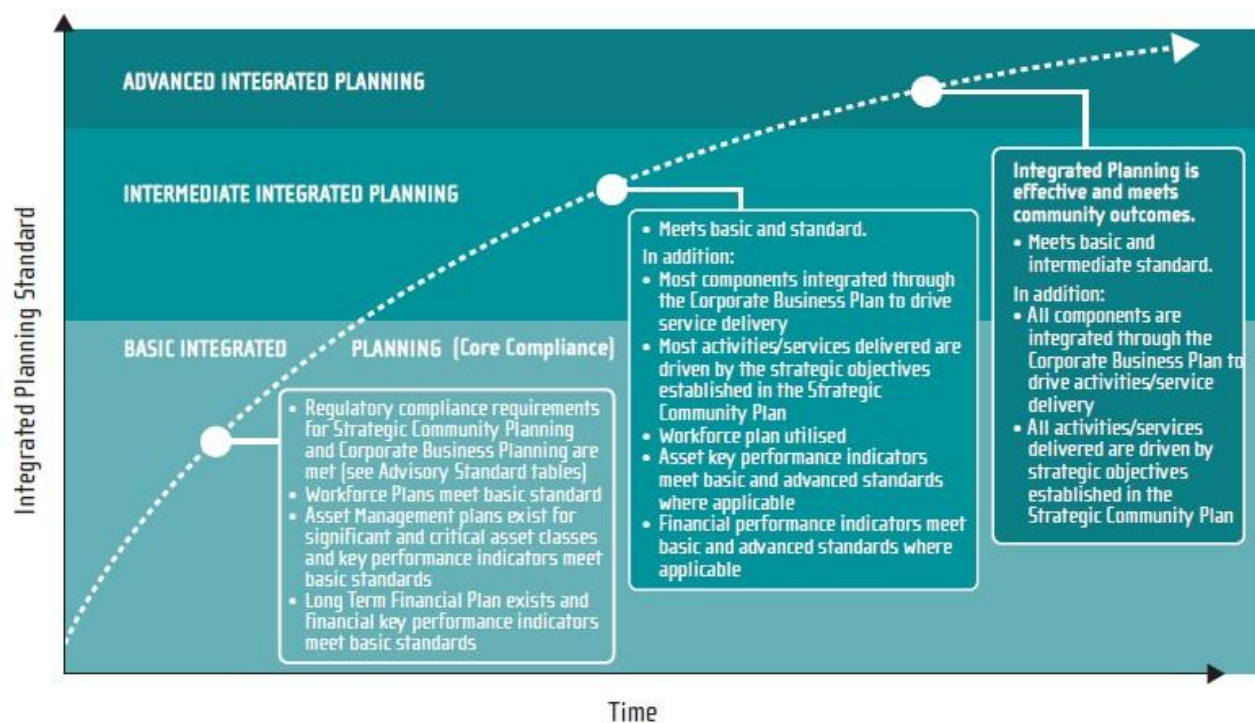 ADVANCED INTEGRATED PLANNING
INTERMEDIATE INTEGRATED PLANNING
BASIC INTEGRATED PLANNING (Core Compliance)
• Regulatory compliance requirements
for Strategic Community Planning
and Corporate Business Planning are
met (see Advisory Standard tables)
• Workforce Plans meet basic standard
• Asset Management plans exist for
significant and critical asset classes
and key performance indicators meet
basic standards
• Long Term Financial Plan exists and
financial key performance indicators
meet basic standards
• Meets basic and standard.
In addition:
• Most components integrated through
the Corporate Business Plan to drive
service delivery
• Most activities/services delivered are
driven by the strategic objectives
established in the Strategic
Community Plan
• Workforce plan utilised
• Asset key performance indicators
meet basic and advanced standards
where applicable
• Financial performance indicators meet
basic and advanced standards where
applicable
Integrated Planning is
effective and meets
community outcomes.
• Meets basic and
intermediate standard.
In addition:
• All components are
integrated through the
Corporate Business Plan to
drive activities/service
delivery
• All activities/services
delivered are driven by
strategic objectives
established in the
Strategic Community Plan
Integrated Planning Standard
Time